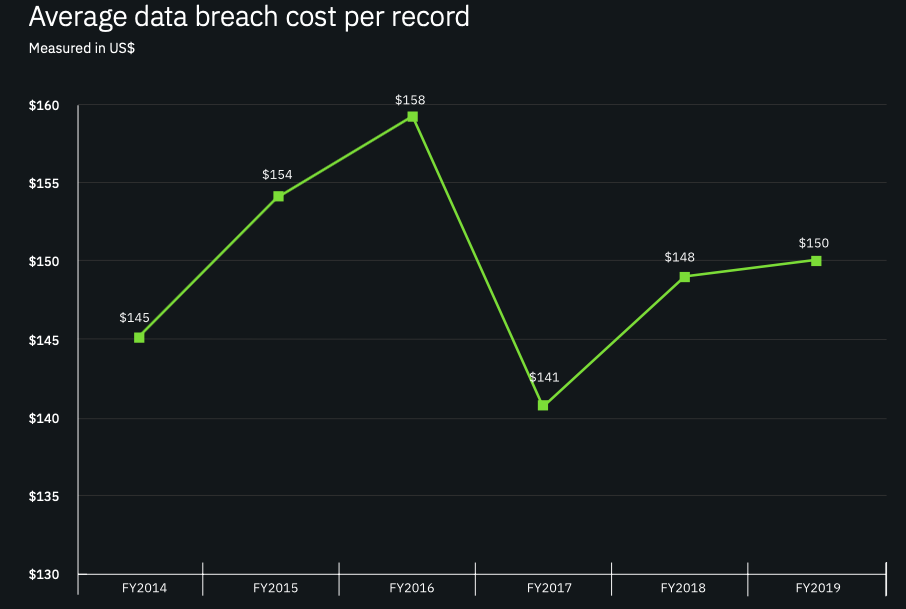 Average data breach cost per record
Measured in US$
$160
$155
$150
$145
$140
$135
$130
$145
$154
$158
$141
$148
$150
FY2014
FY2015
FY2016
FY2017
FY2018
FY2019